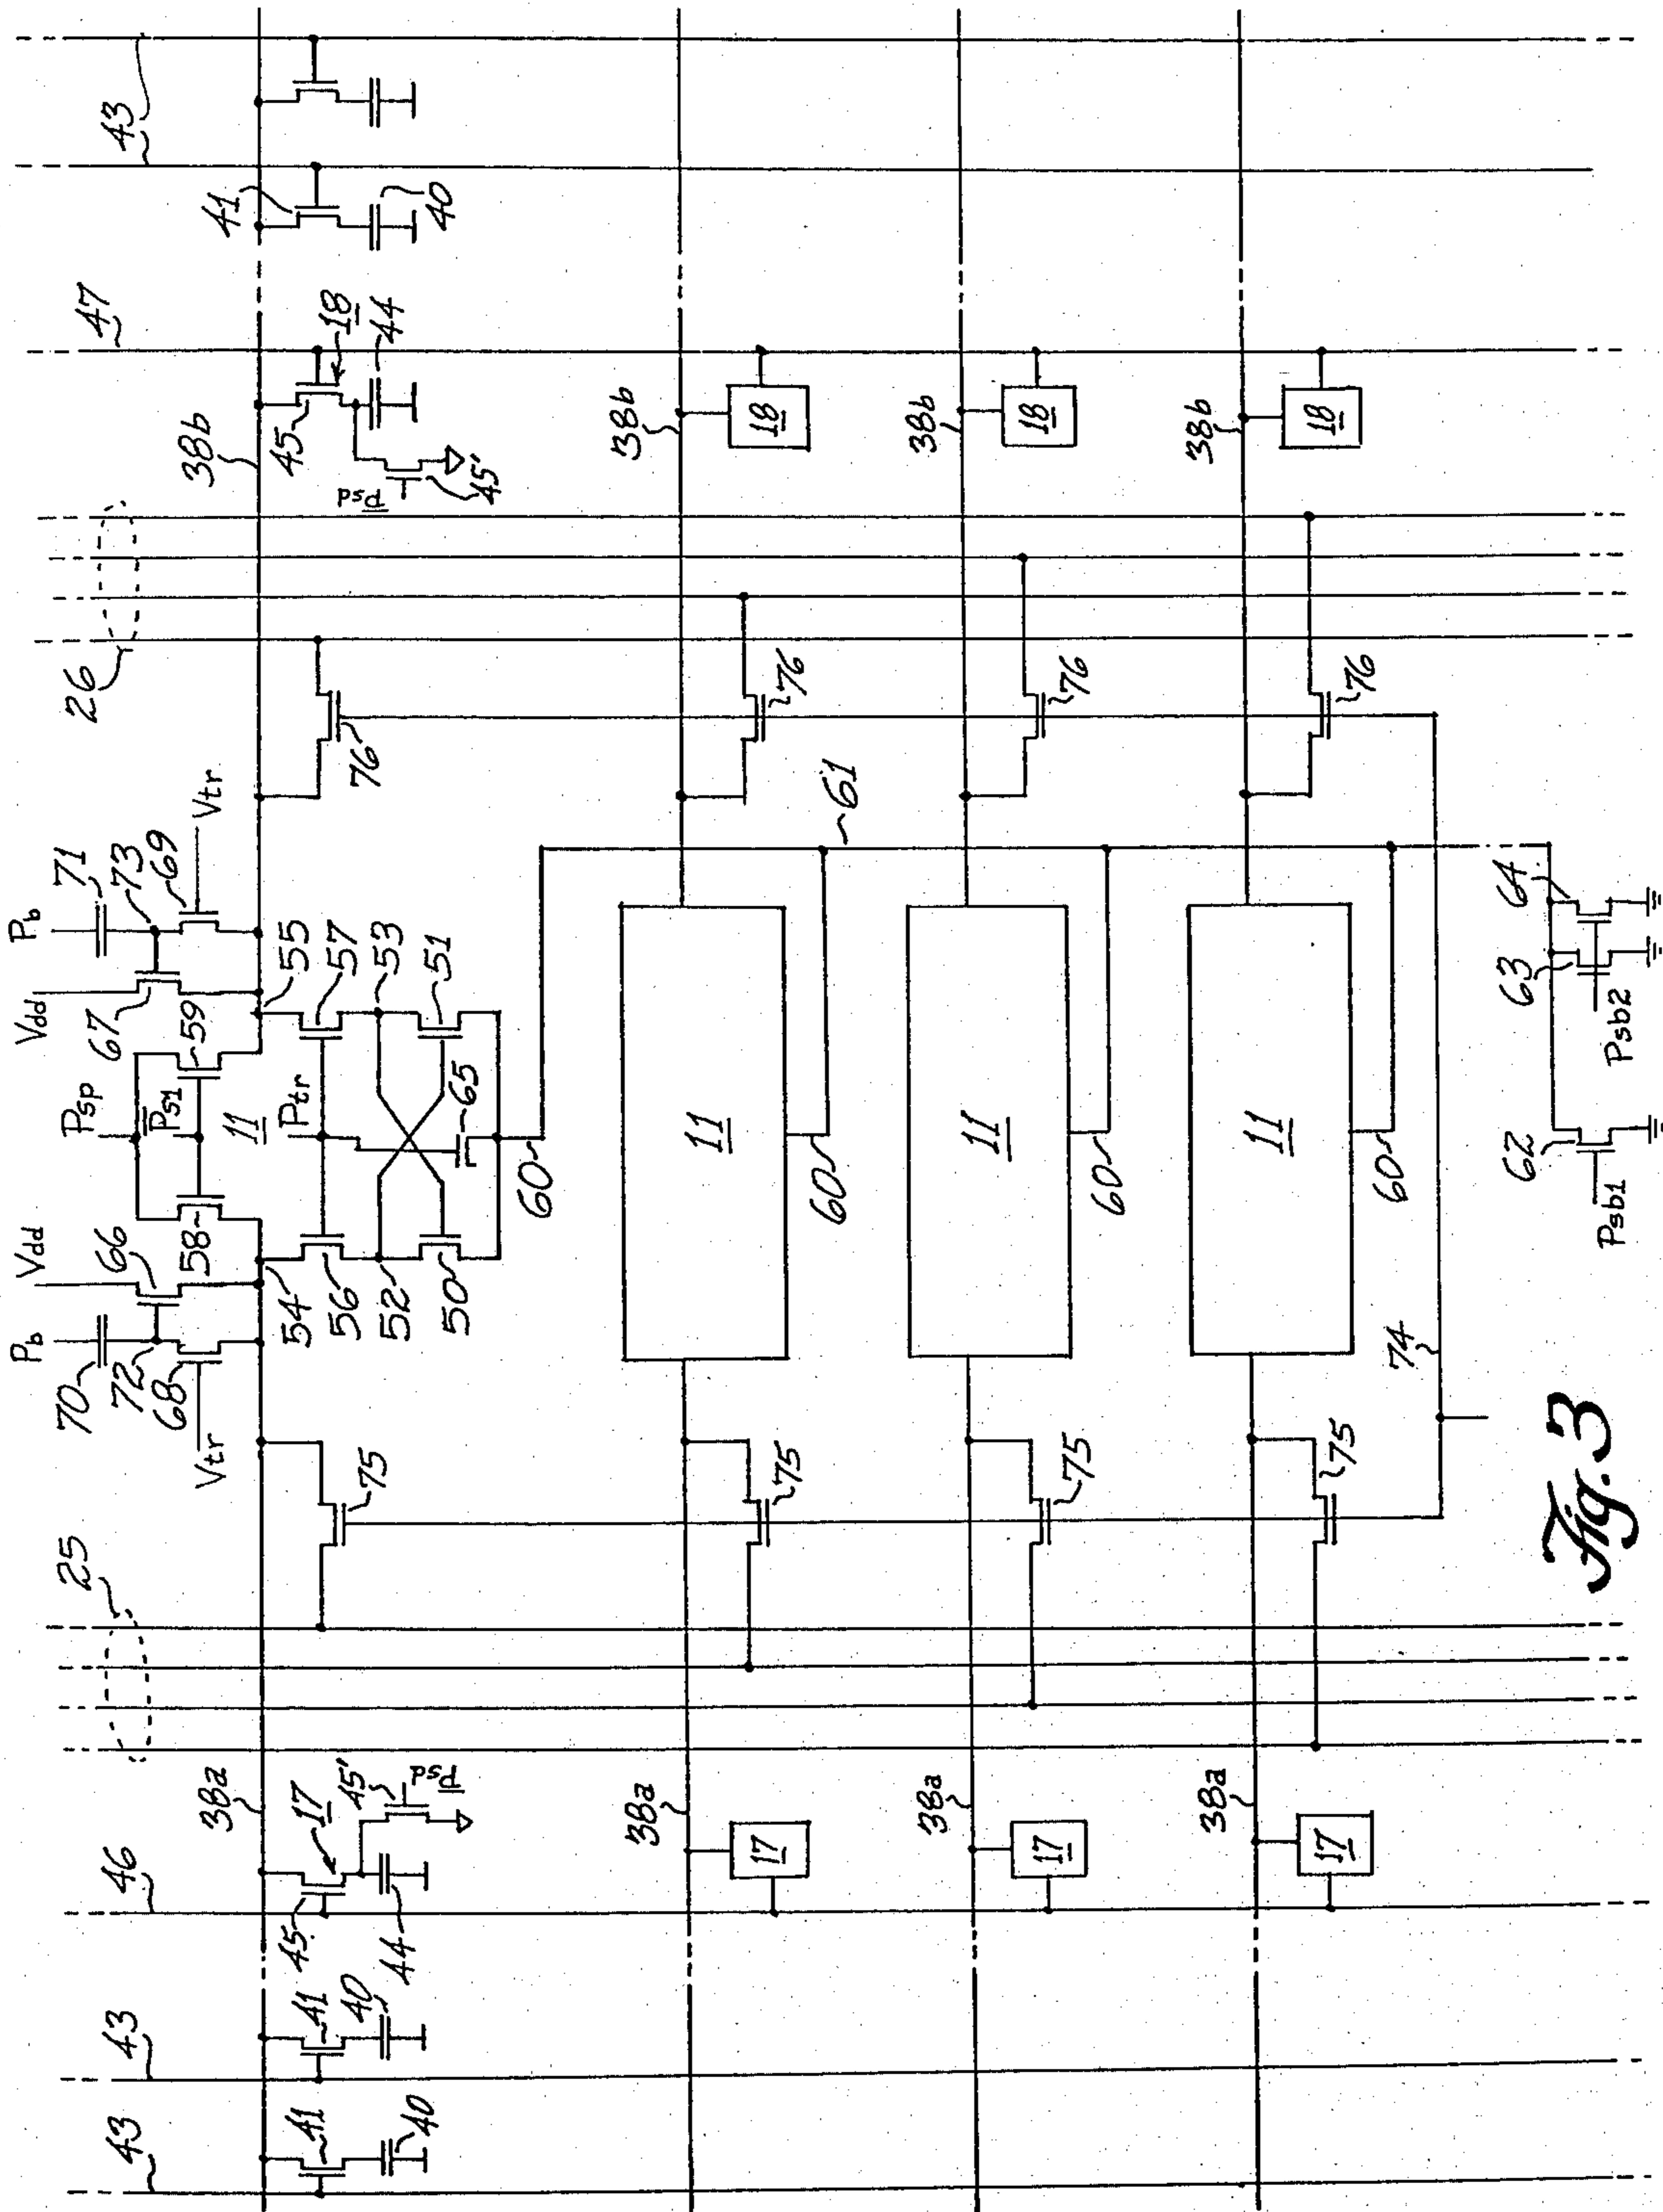 Pb Vdd Vdd Pb
43 43 46 25 70 66 Psp 67 71 26 47 43
72 P̅s1 73
68 58 59 69
Vtr 38a 11 Vtr 38b 41
54 55
17 Ptr 45 18
41 41 45 75 56 57 76
40 40 44 45' 52 53 44 40
P̅sd 50 65 51 P̅sd
45'
60
38a 38b
17 75 11 76 18
60 61
38a 38b
17 75 11 76 18
60
38a 38b
17 75 11 76 18
60
74
62 63 64
Psb1 Psb2
Fig. 3